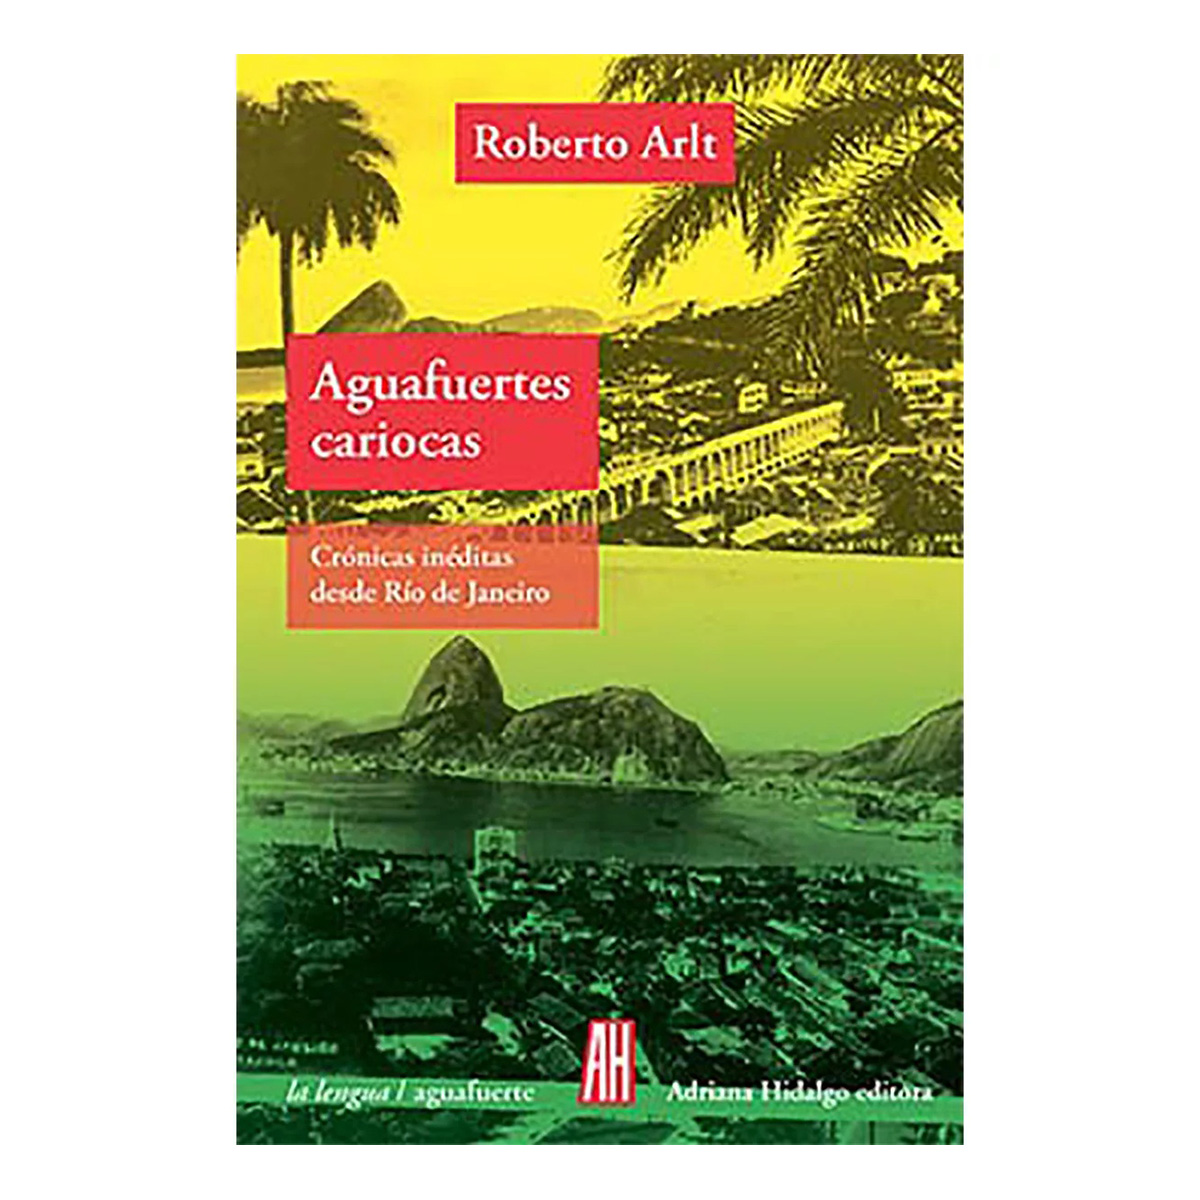 Roberto Arlt
Aguafuertes
cariocas
Crónicas inéditas
desde Río de Janeiro
AH
la lengua / aguafuerte
Adriana Hidalgo editora